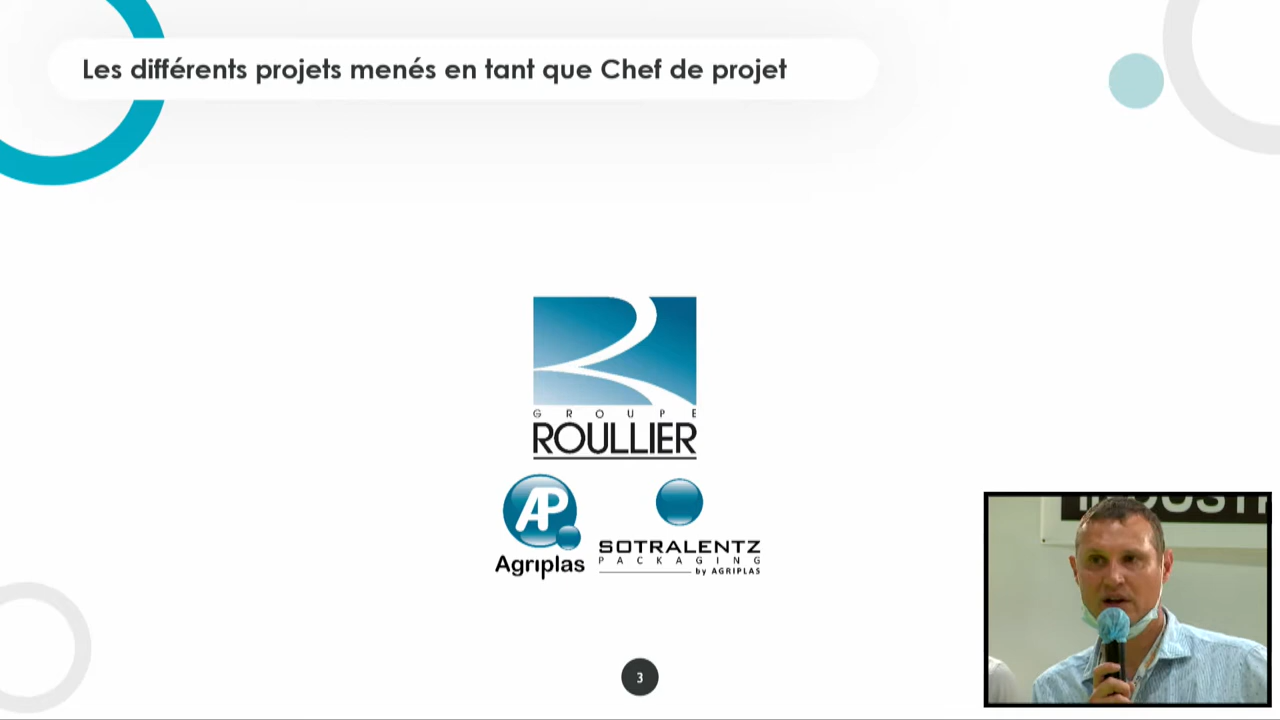 Les différents projets menés en tant que Chef de projet
GROUPE
ROULLIER
AP
Agriplas
SOTRALENTZ
PACKAGING
by AGRIPLAS
3